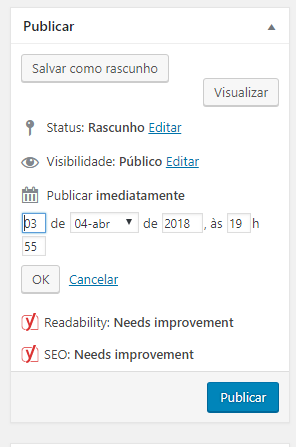 Publicar
Salvar como rascunho
Visualizar
Status: Rascunho Editar
Visibilidade: Público Editar
Publicar imediatamente
03 de 04-abr de 2018 , às 19 h
55
OK Cancelar
Readability: Needs improvement
SEO: Needs improvement
Publicar